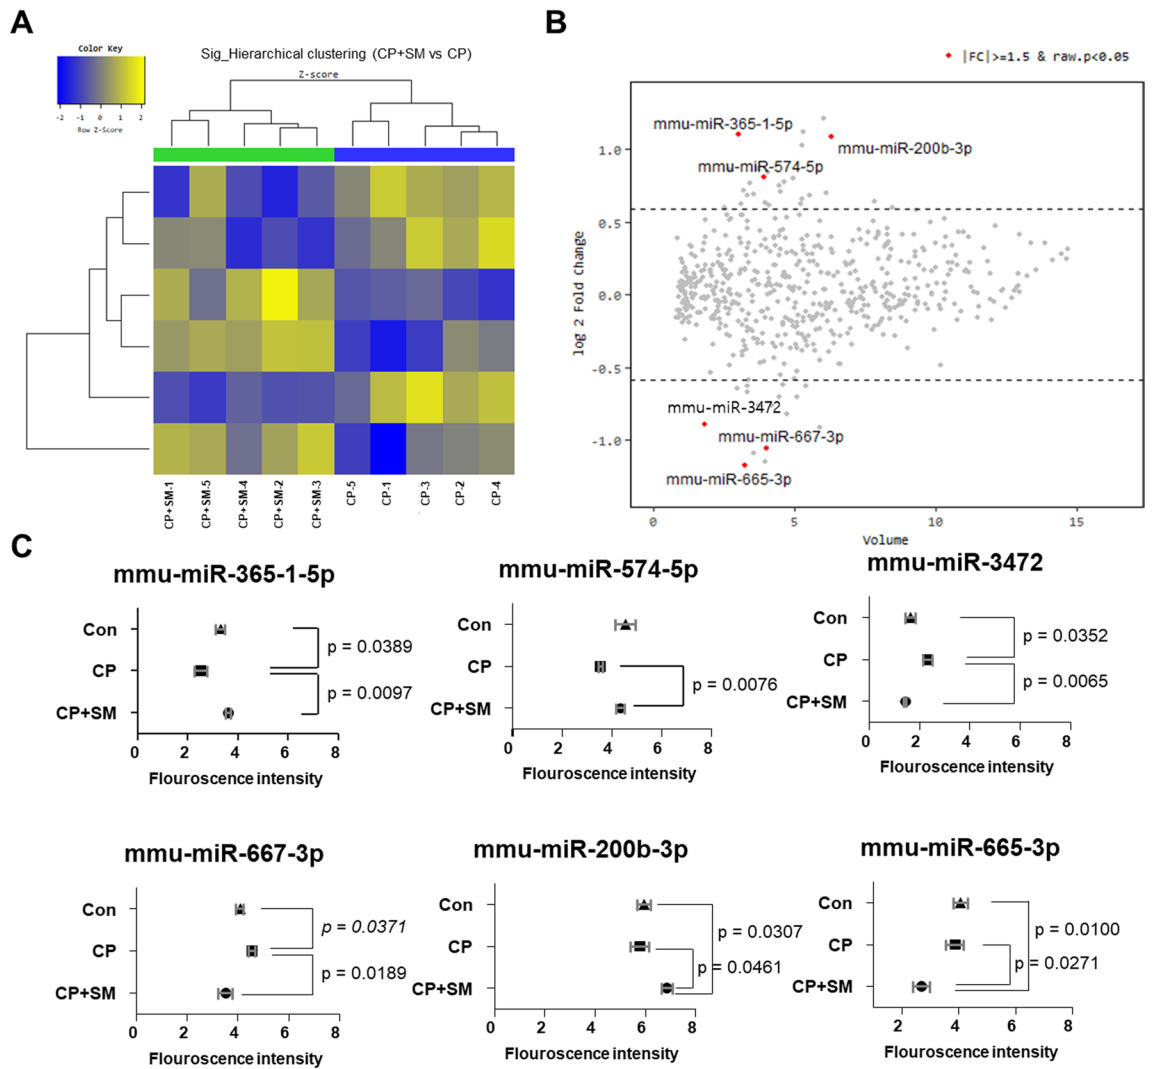 A
Color Key
-2 -1 0 1 2
Row Z-Score
Sig_Hierarchical clustering (CP+SM vs CP)
Z-score
CP+SM-1
CP+SM-5
CP+SM-4
CP+SM-2
CP+SM-3
CP-5
CP-1
CP-3
CP-2
CP-4
B
|FC|>=1.5 & raw.p<0.05
log 2 Fold Change
1.0
0.5
0.0
-0.5
-1.0
mmu-miR-365-1-5p
mmu-miR-200b-3p
mmu-miR-574-5p
mmu-miR-3472
mmu-miR-667-3p
mmu-miR-665-3p
0 5 10 15
Volume
C
mmu-miR-365-1-5p
Con
CP
CP+SM
p = 0.0389
p = 0.0097
0 2 4 6 8
Flouroscence intensity
mmu-miR-574-5p
Con
CP
CP+SM
p = 0.0076
0 2 4 6 8
Flouroscence intensity
mmu-miR-3472
Con
CP
CP+SM
p = 0.0352
p = 0.0065
0 2 4 6 8
Flouroscence intensity
mmu-miR-667-3p
Con
CP
CP+SM
p = 0.0371
p = 0.0189
0 2 4 6 8
Flouroscence intensity
mmu-miR-200b-3p
Con
CP
CP+SM
p = 0.0307
p = 0.0461
0 2 4 6 8
Flouroscence intensity
mmu-miR-665-3p
Con
CP
CP+SM
p = 0.0100
p = 0.0271
2 4 6 8
Flouroscence intensity